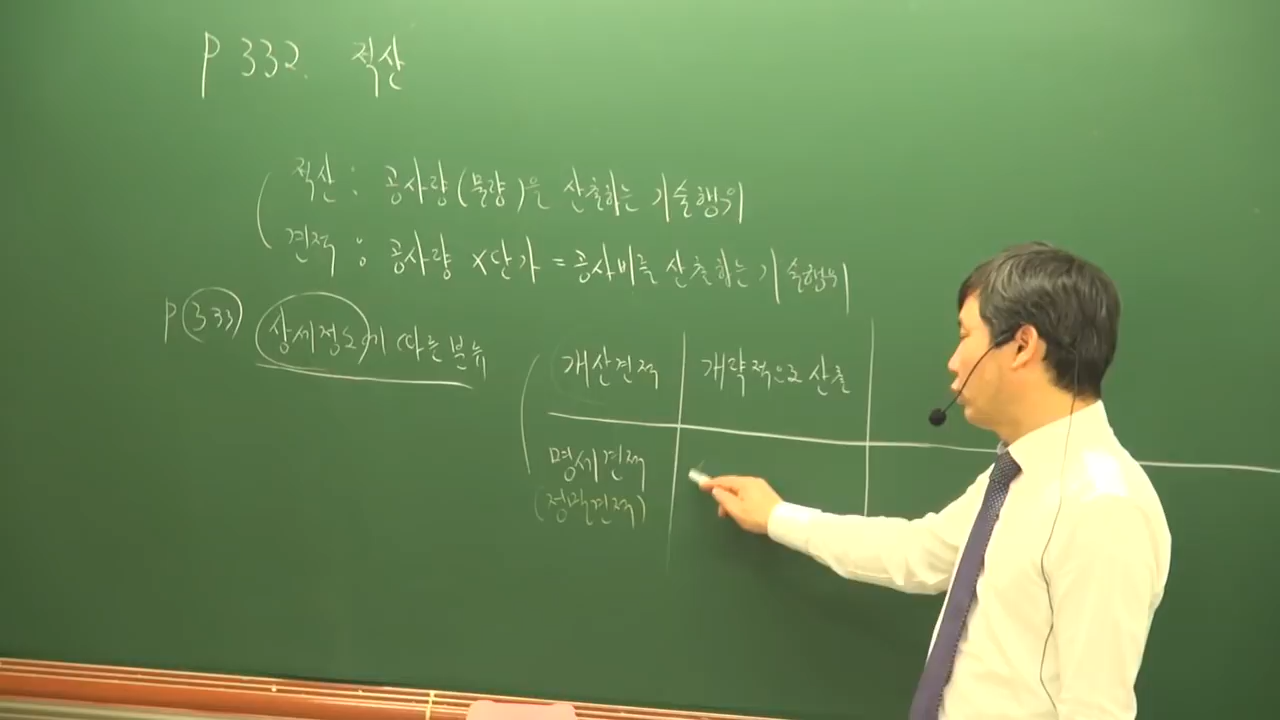 P 332. 적산
적산 : 공사량(물량)을 산출하는 기술행위
견적 : 공사량 x단가 = 공사비를 산출하는 기술행위
P 333 상세정도에 따른 분류
개산견적 개략적으로 산출
명세견적
(정밀견적)